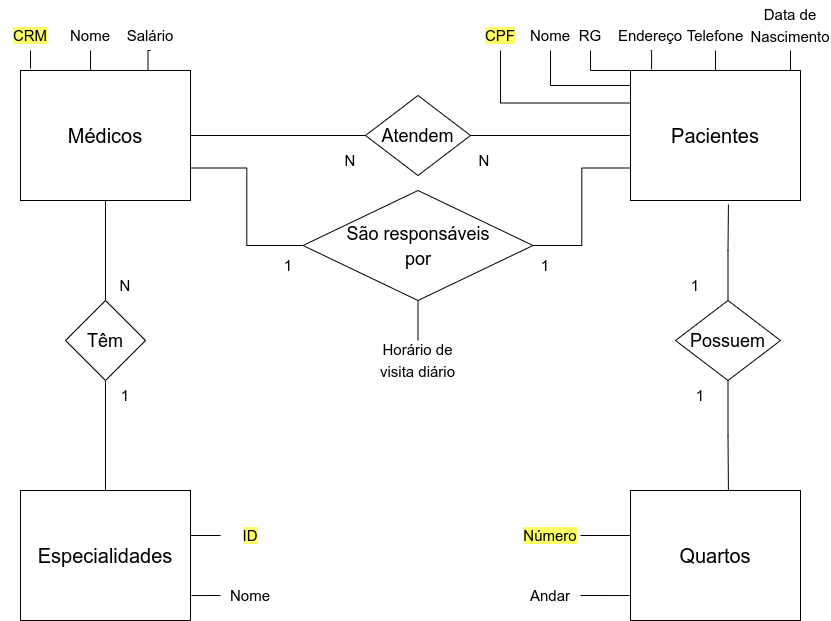 Data de
CRM Nome Salário CPF Nome RG Endereço Telefone Nascimento
Médicos Atendem Pacientes
N N
São responsáveis
por
1 1
N 1
Horário de
visita diário
Têm Possuem
1 1
ID Número
Especialidades Quartos
Nome Andar